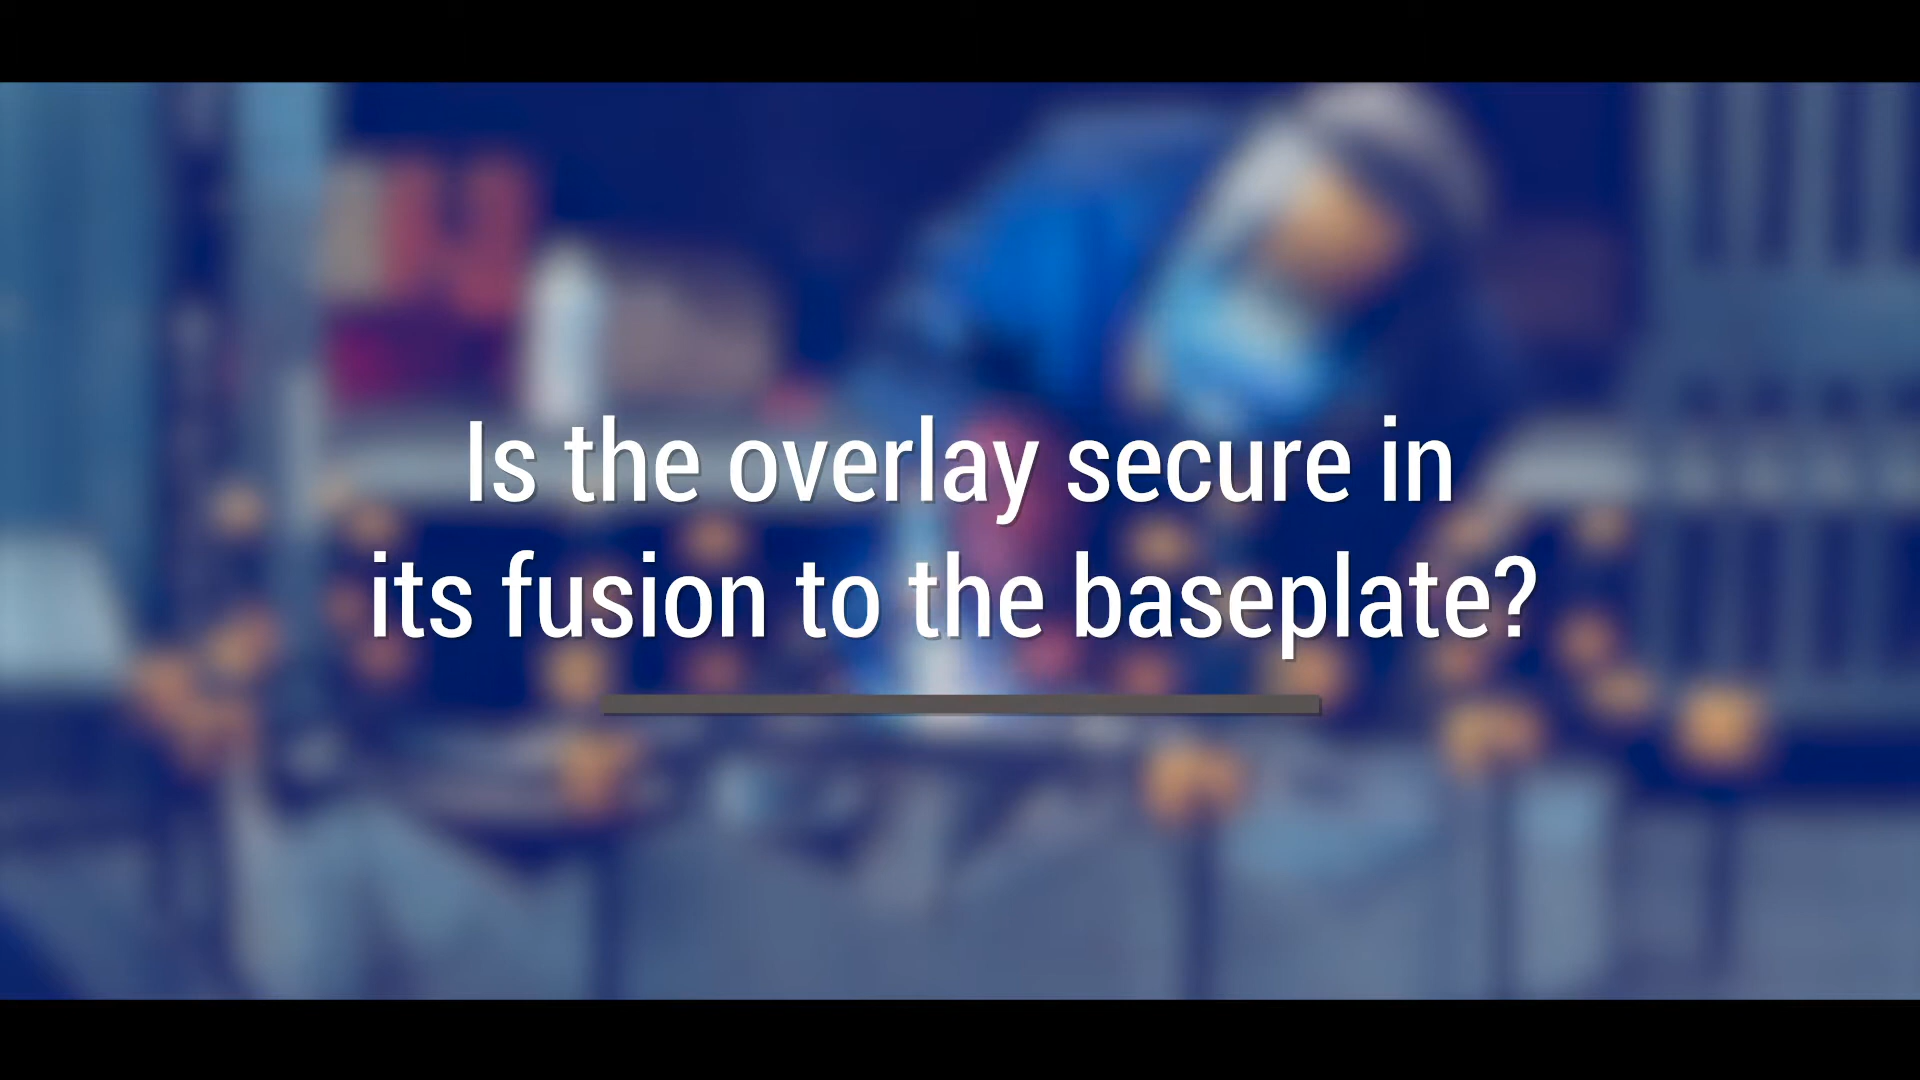 Is the overlay secure in
its fusion to the baseplate?